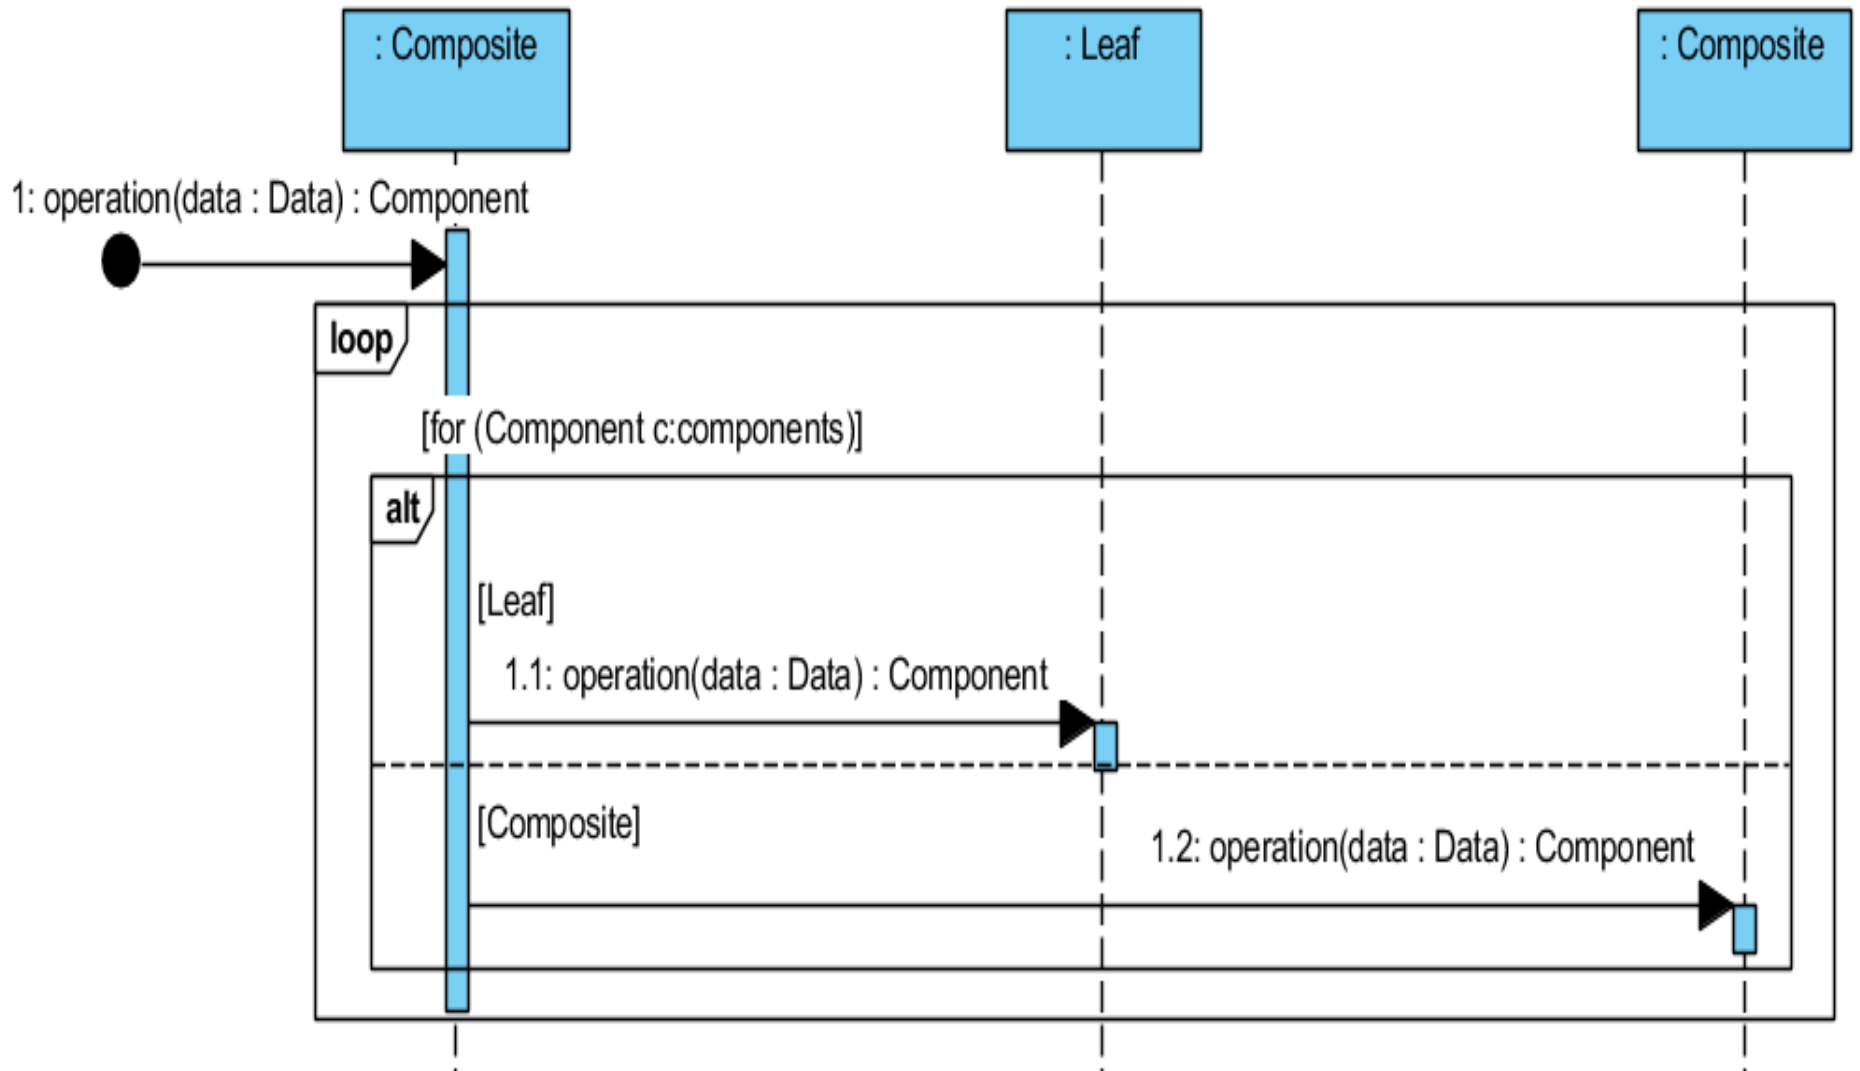 : Composite
: Leaf
: Composite
1: operation(data : Data) : Component
loop
[for (Component c:components)]
alt
[Leaf]
1.1: operation(data : Data) : Component
[Composite]
1.2: operation(data : Data) : Component